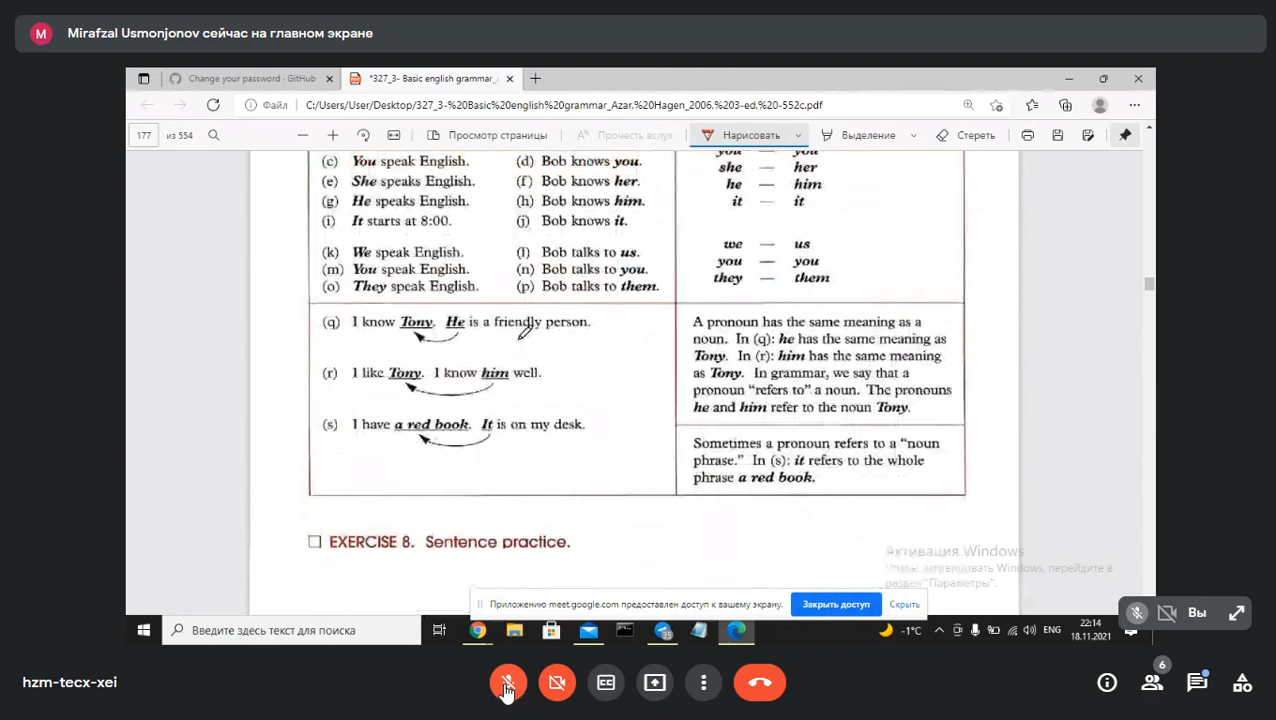 M Mirafzal Usmonjonov сейчас на главном экране
Change your password · GitHub
*327_3- Basic english grammar_
Файл C:/Users/User/Desktop/327_3-%20Basic%20english%20grammar_Azar,%20Hagen_2006.%203-ed,%20-552c.pdf
177 из 554 Просмотр страницы Прочесть вслух Нарисовать Выделение Стереть
you — you
(c) You speak English. (d) Bob knows you.
she — her
(e) She speaks English. (f) Bob knows her.
he — him
(g) He speaks English. (h) Bob knows him.
it — it
(i) It starts at 8:00. (j) Bob knows it.
(k) We speak English. (l) Bob talks to us.
we — us
(m) You speak English. (n) Bob talks to you.
you — you
(o) They speak English. (p) Bob talks to them.
they — them
(q) I know Tony. He is a friendly person.
(r) I like Tony. I know him well.
(s) I have a red book. It is on my desk.
A pronoun has the same meaning as a
noun. In (q): he has the same meaning as
Tony. In (r): him has the same meaning
as Tony. In grammar, we say that a
pronoun “refers to” a noun. The pronouns
he and him refer to the noun Tony.
Sometimes a pronoun refers to a “noun
phrase.” In (s): it refers to the whole
phrase a red book.
EXERCISE 8. Sentence practice.
Активация Windows
Чтобы активировать Windows, перейдите в
раздел "Параметры".
Приложению meet.google.com предоставлен доступ к вашему экрану. Закрыть доступ Скрыть
Вы
Введите здесь текст для поиска
35
-1°C
ENG
22:14
18.11.2021
hzm-tecx-xei
6